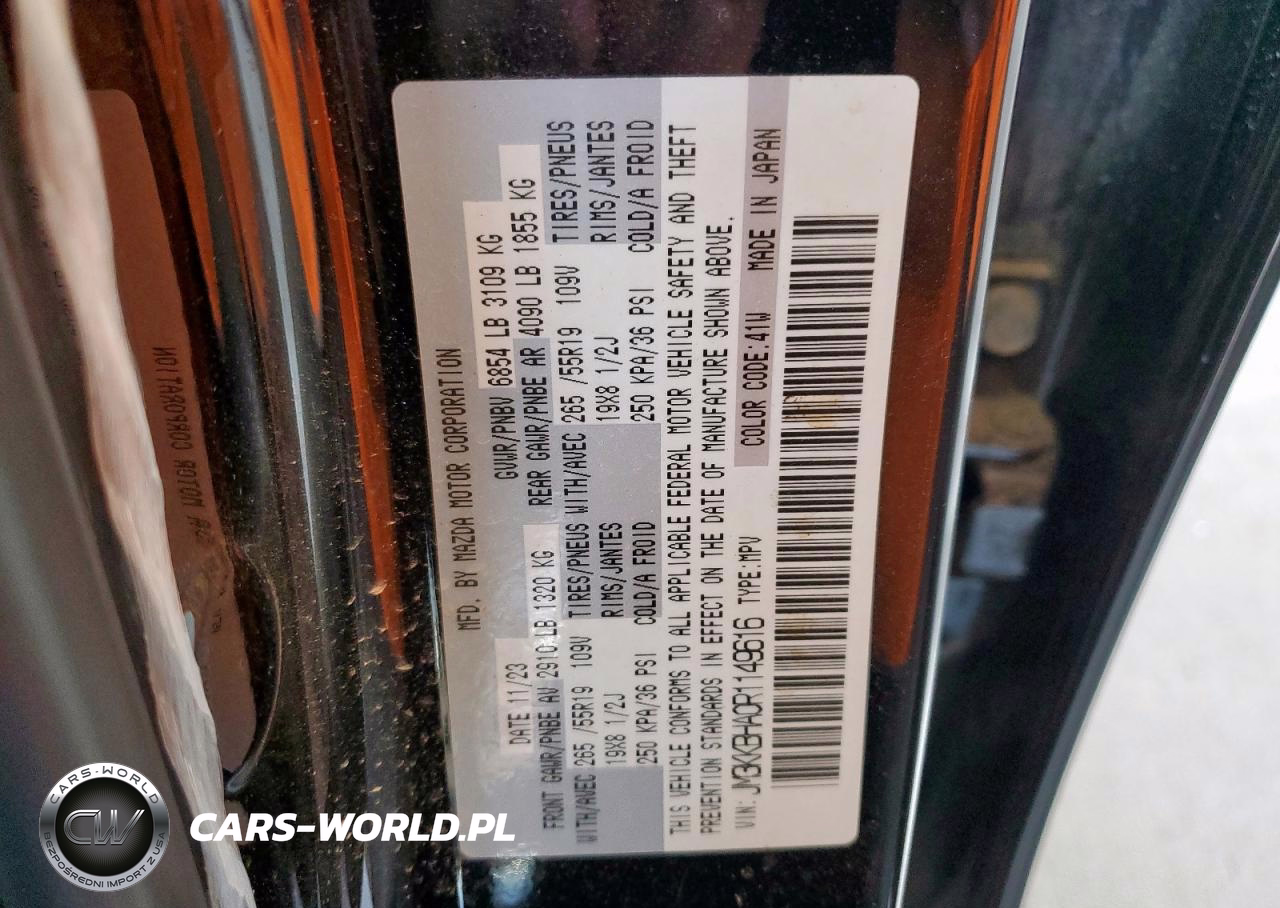 MFD. BY MAZDA MOTOR CORPORATION
DATE 11/23 GVWR/PNBV 6854 LB 3109 KG
FRONT GAWR/PNBE AV 2910 LB 1320 KG REAR GAWR/PNBE AR 4090 LB 1855 KG
WITH/AVEC 265 /55R19 109V TIRES/PNEUS WITH/AVEC 265 /55R19 109V TIRES/PNEUS
19X8 1/2J RIMS/JANTES 19X8 1/2J RIMS/JANTES
250 KPA/36 PSI COLD/A FROID 250 KPA/36 PSI COLD/A FROID
THIS VEHICLE CONFORMS TO ALL APPLICABLE FEDERAL MOTOR VEHICLE SAFETY AND THEFT
PREVENTION STANDARDS IN EFFECT ON THE DATE OF MANUFACTURE SHOWN ABOVE.
VIN: JM3KKBHA0R1149616 TYPE:MPV COLOR CODE:41W MADE IN JAPAN
CARS-WORLD
CW
BEZPOŚREDNI IMPORT Z USA
CARS-WORLD.PL